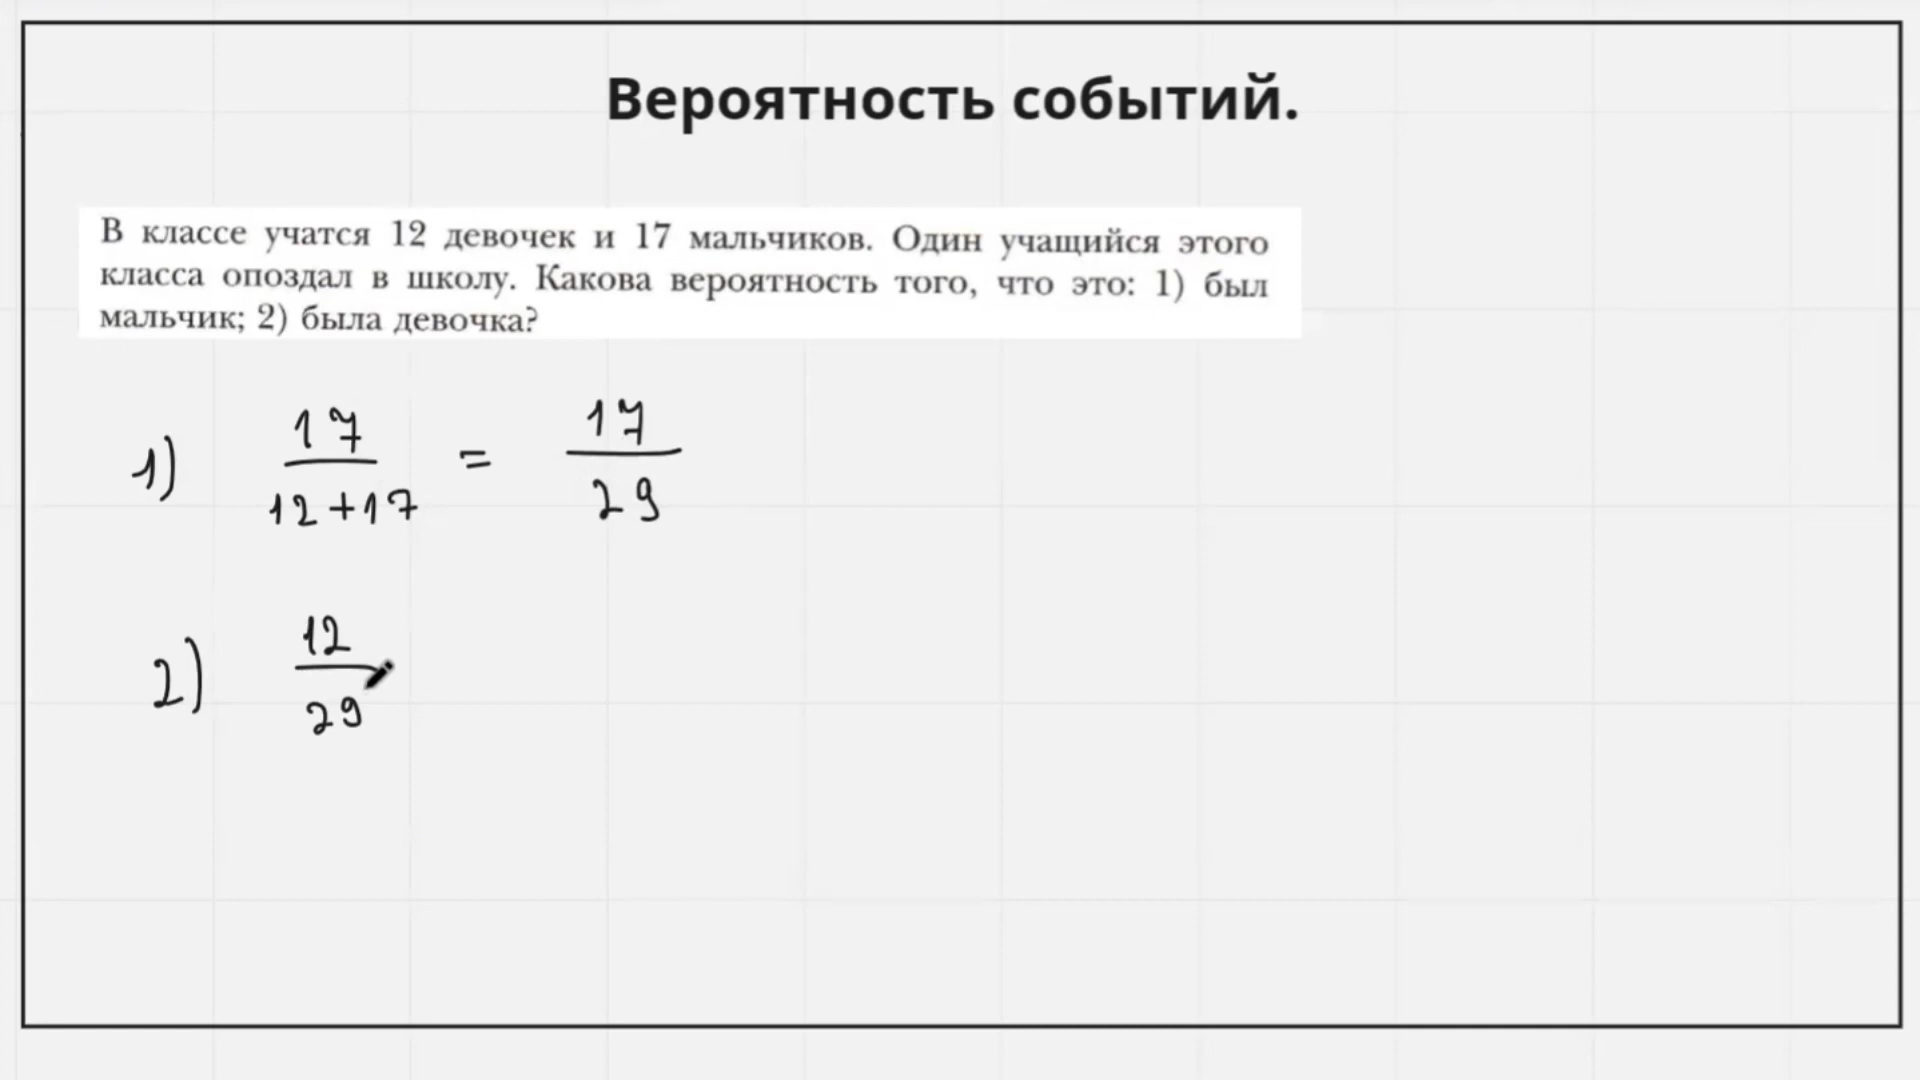 Вероятность событий.
В классе учатся 12 девочек и 17 мальчиков. Один учащийся этого
класса опоздал в школу. Какова вероятность того, что это: 1) был
мальчик; 2) была девочка?
1) 17/12+17 = 17/29
2) 12/29